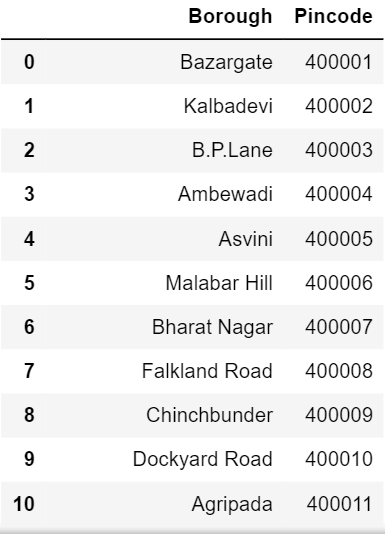 Borough Pincode
0 Bazargate 400001
1 Kalbadevi 400002
2 B.P.Lane 400003
3 Ambewadi 400004
4 Asvini 400005
5 Malabar Hill 400006
6 Bharat Nagar 400007
7 Falkland Road 400008
8 Chinchbunder 400009
9 Dockyard Road 400010
10 Agripada 400011